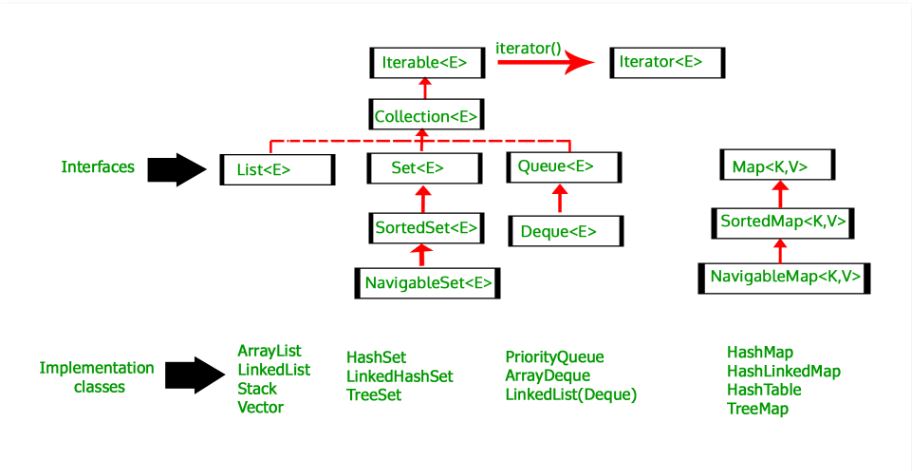 iterator()
Iterable<E>
Iterator<E>
Collection<E>
Interfaces
List<E>
Set<E>
Queue<E>
Map<K,V>
SortedSet<E>
Deque<E>
SortedMap<K,V>
NavigableSet<E>
NavigableMap<K,V>
Implementation
classes
ArrayList
LinkedList
Stack
Vector
HashSet
LinkedHashSet
TreeSet
PriorityQueue
ArrayDeque
LinkedList(Deque)
HashMap
HashLinkedMap
HashTable
TreeMap